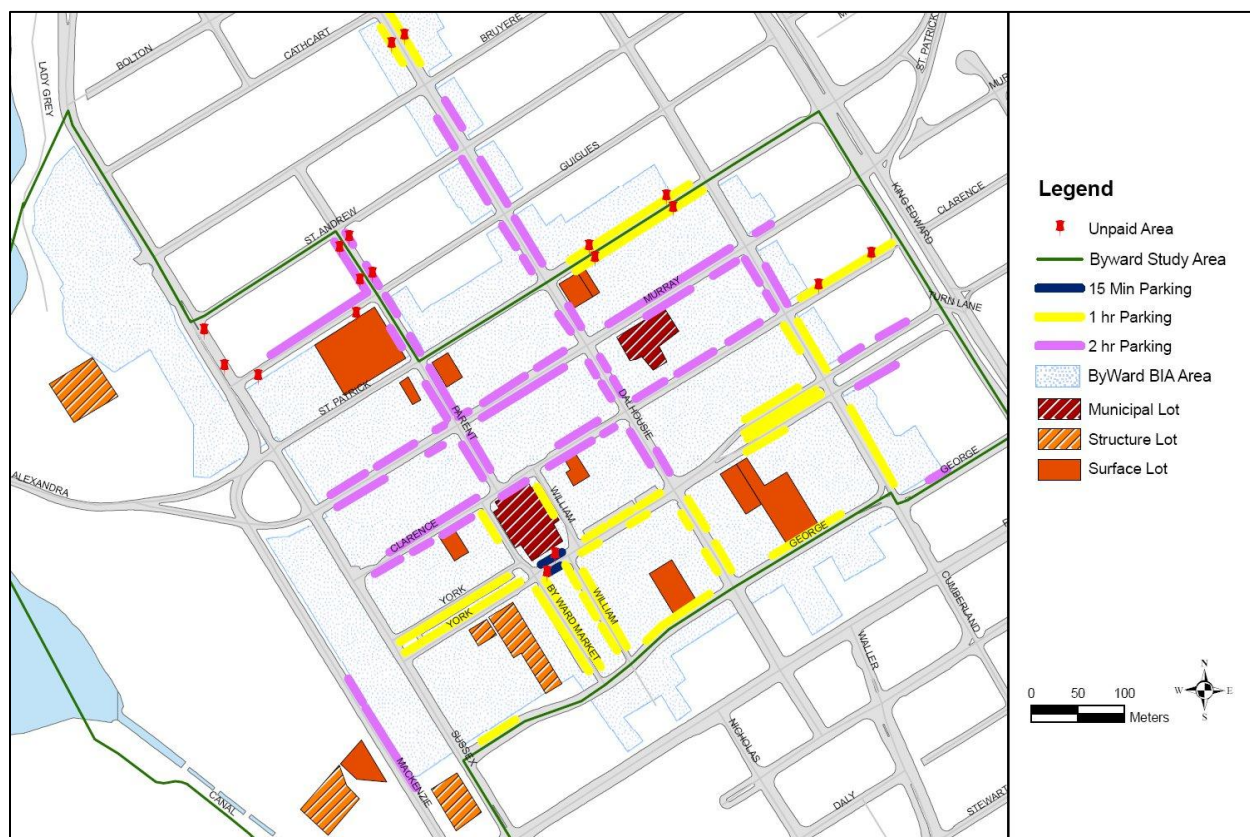 BOLTON
CATHCART
BRUYERE
ST. PATRICK
LADY GREY
GUIGUES
KING EDWARD
CLARENCE
ST. ANDREW
MURRAY
TURN LANE
ST. PATRICK
PARENT
DALHOUSIE
GEORGE
ALEXANDRA
WILLIAM
CLARENCE
GEORGE
YORK
YORK
BY WARD MARKET
WILLIAM
CUMBERLAND
WALLER
SUSSEX
MACKENZIE
NICHOLAS
CANAL
DALY
STEWART
Legend
Unpaid Area
Byward Study Area
15 Min Parking
1 hr Parking
2 hr Parking
ByWard BIA Area
Municipal Lot
Structure Lot
Surface Lot
N
W E
S
0 50 100
Meters